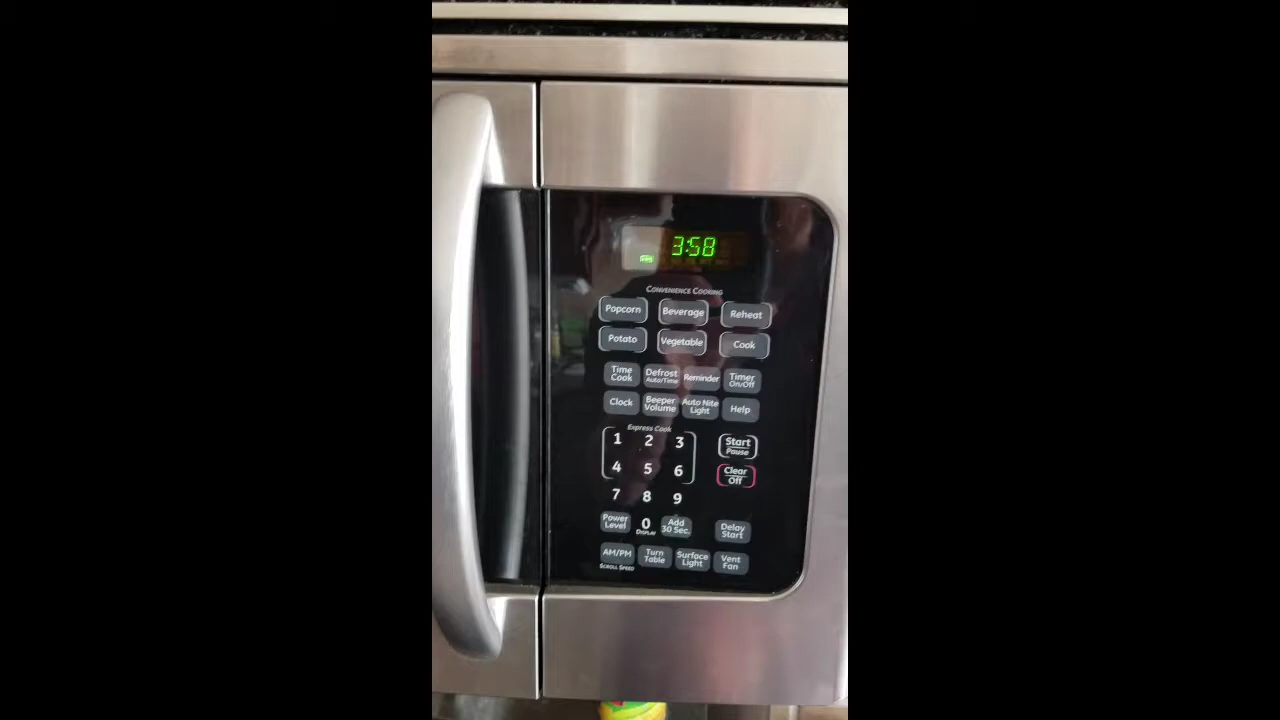 3:58
Convenience Cooking
Popcorn Beverage Reheat
Potato Vegetable Cook
Time Cook Defrost Auto/Time Reminder Timer On/Off
Clock Beeper Volume Auto Nite Light Help
Express Cook
1 2 3 Start Pause
4 5 6 Clear Off
7 8 9
Power Level 0 Display Add 30 Sec. Delay Start
AM/PM Scroll Speed Turn Table Surface Light Vent Fan